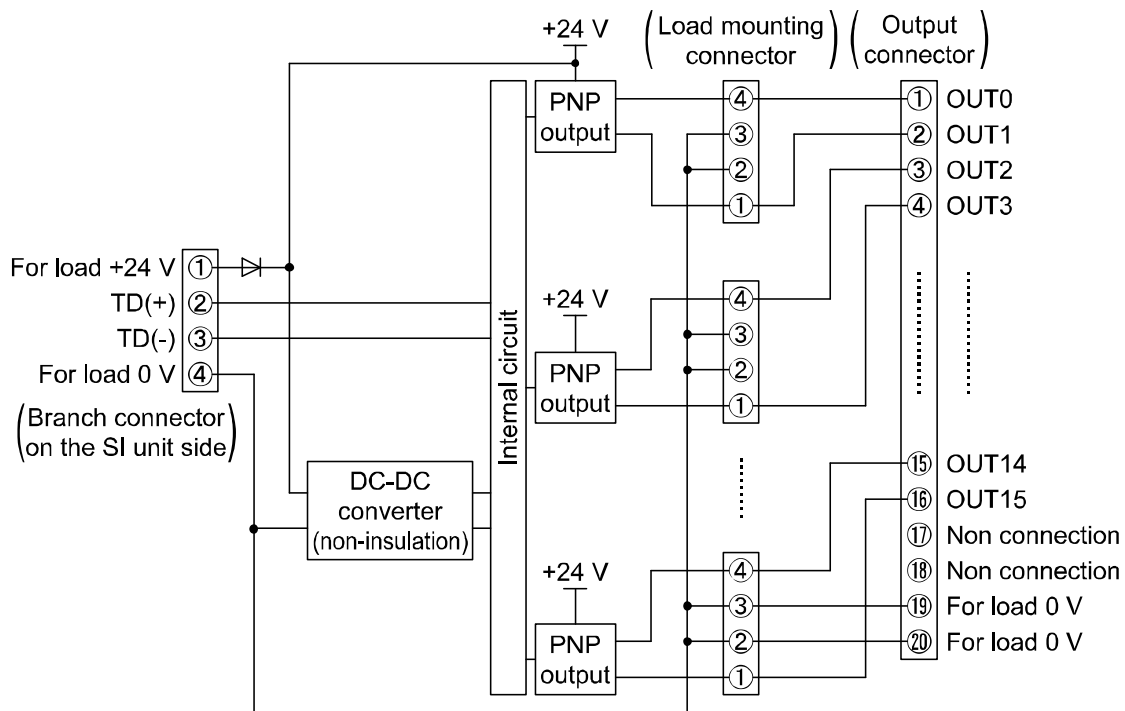 +24 V
(Load mounting connector)
(Output connector)
PNP output
④
③
②
①
① OUT0
② OUT1
③ OUT2
④ OUT3
For load +24 V ①
TD(+) ②
TD(-) ③
For load 0 V ④
(Branch connector on the SI unit side)
Internal circuit
DC-DC converter (non-insulation)
+24 V
PNP output
④
③
②
①
+24 V
PNP output
④
③
②
①
⑮ OUT14
⑯ OUT15
⑰ Non connection
⑱ Non connection
⑲ For load 0 V
⑳ For load 0 V